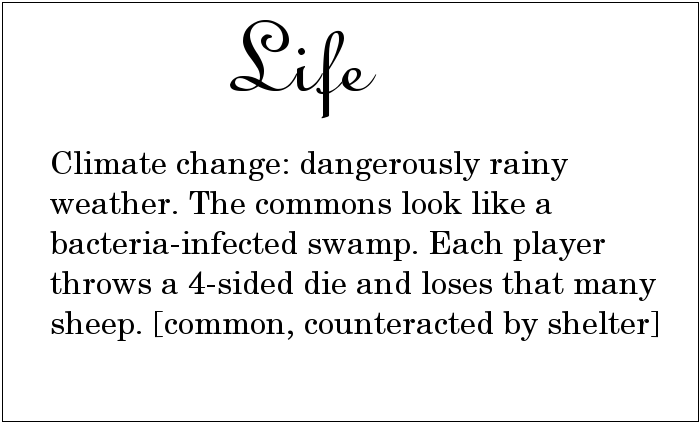 Life
Climate change: dangerously rainy
weather. The commons look like a
bacteria-infected swamp. Each player
throws a 4-sided die and loses that many
sheep. [common, counteracted by shelter]